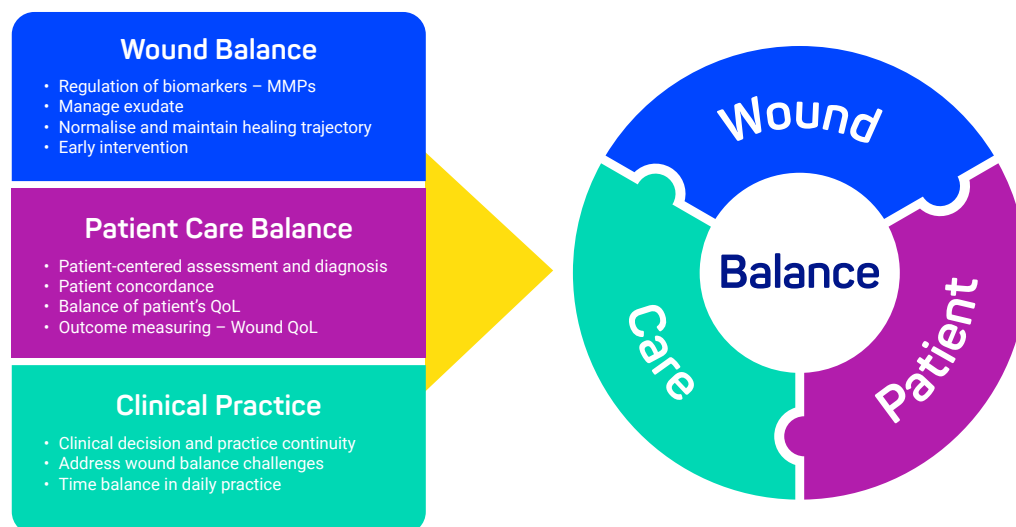 Wound Balance
• Regulation of biomarkers – MMPs
• Manage exudate
• Normalise and maintain healing trajectory
• Early intervention
Patient Care Balance
• Patient-centered assessment and diagnosis
• Patient concordance
• Balance of patient's QoL
• Outcome measuring – Wound QoL
Clinical Practice
• Clinical decision and practice continuity
• Address wound balance challenges
• Time balance in daily practice
Wound
Balance
Care
Patient